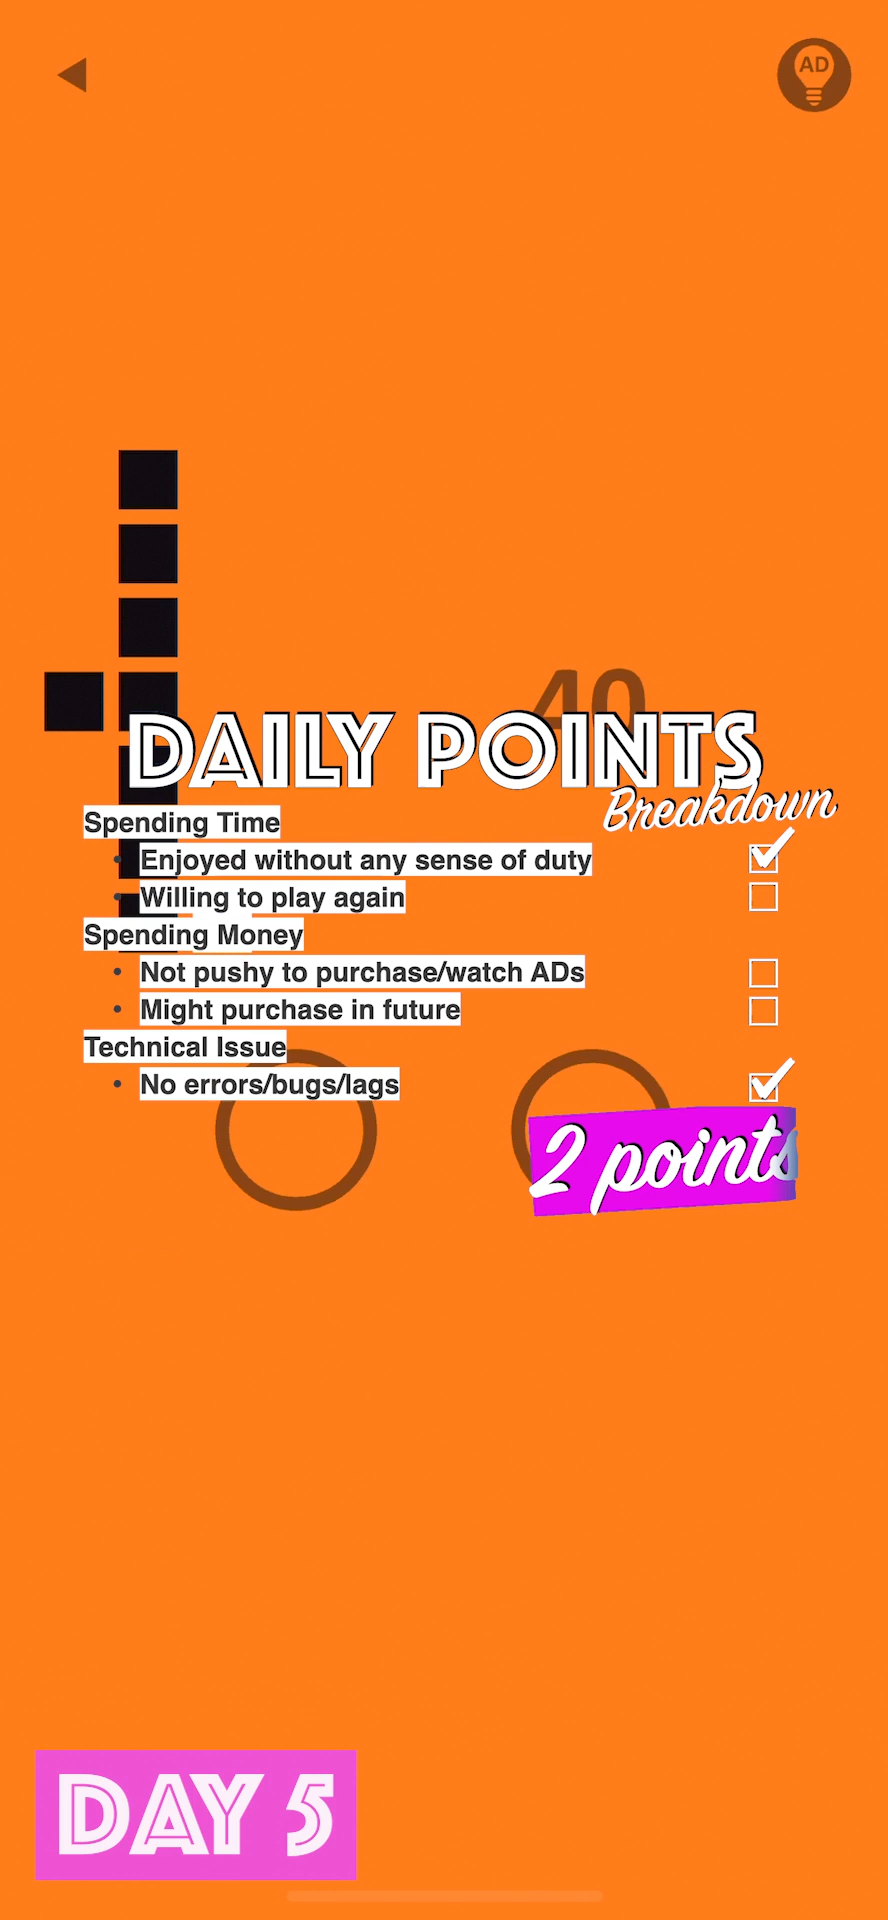 AD
40
DAILY POINTS
Breakdown
Spending Time
• Enjoyed without any sense of duty
• Willing to play again
Spending Money
• Not pushy to purchase/watch ADs
• Might purchase in future
Technical Issue
• No errors/bugs/lags
2 points
DAY 5